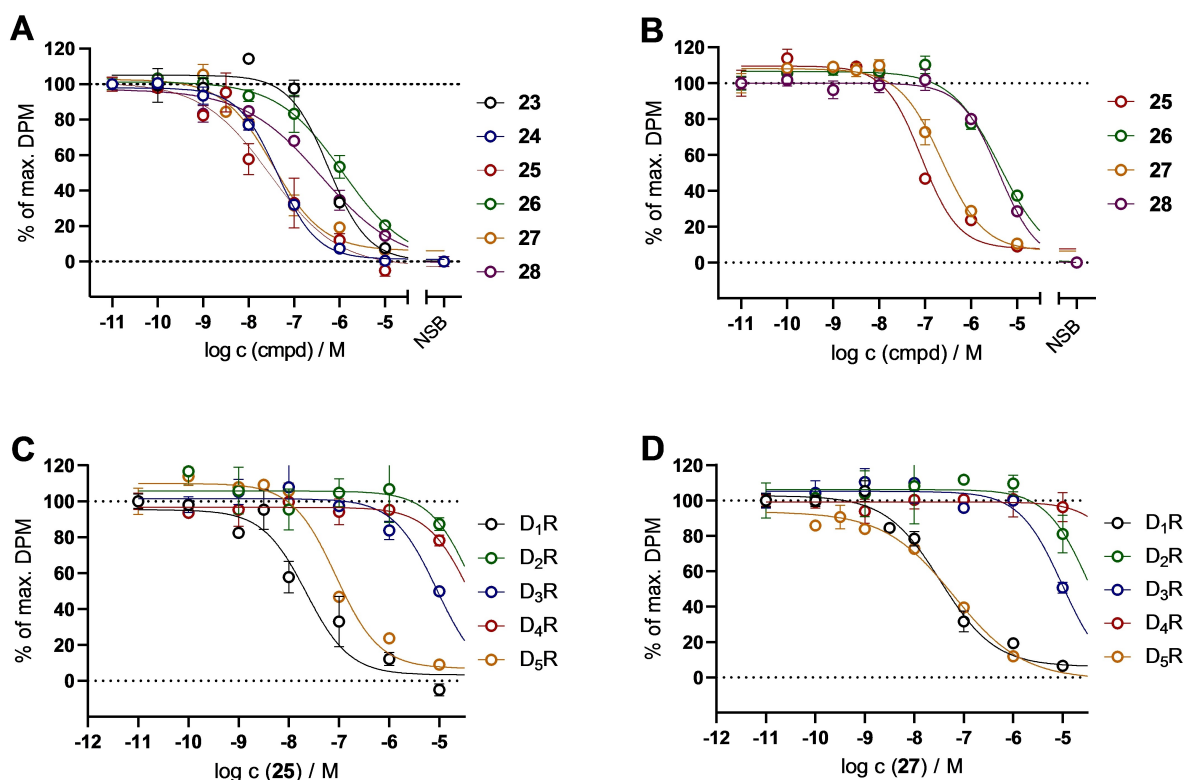 A
% of max. DPM
120
100
80
60
40
20
0
-11 -10 -9 -8 -7 -6 -5 NSB
log c (cmpd) / M
23
24
25
26
27
28
B
% of max. DPM
120
100
80
60
40
20
0
-11 -10 -9 -8 -7 -6 -5 NSB
log c (cmpd) / M
25
26
27
28
C
% of max. DPM
120
100
80
60
40
20
0
-12 -11 -10 -9 -8 -7 -6 -5
log c (25) / M
D₁R
D₂R
D₃R
D₄R
D₅R
D
% of max. DPM
120
100
80
60
40
20
0
-12 -11 -10 -9 -8 -7 -6 -5
log c (27) / M
D₁R
D₂R
D₃R
D₄R
D₅R